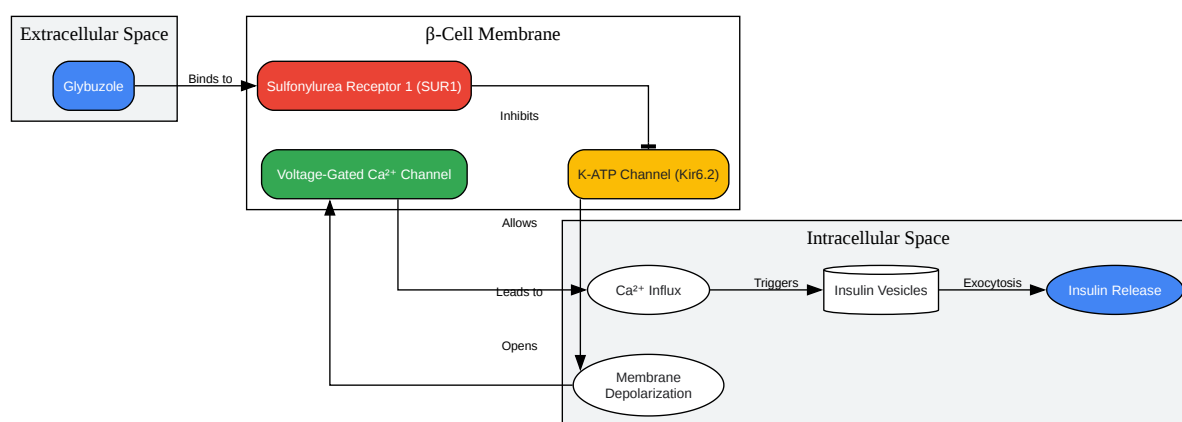 Extracellular Space
β-Cell Membrane
Glybuzole
Binds to
Sulfonylurea Receptor 1 (SUR1)
Inhibits
Voltage-Gated Ca²⁺ Channel
K-ATP Channel (Kir6.2)
Allows
Intracellular Space
Leads to
Ca²⁺ Influx
Triggers
Insulin Vesicles
Exocytosis
Insulin Release
Opens
Membrane
Depolarization